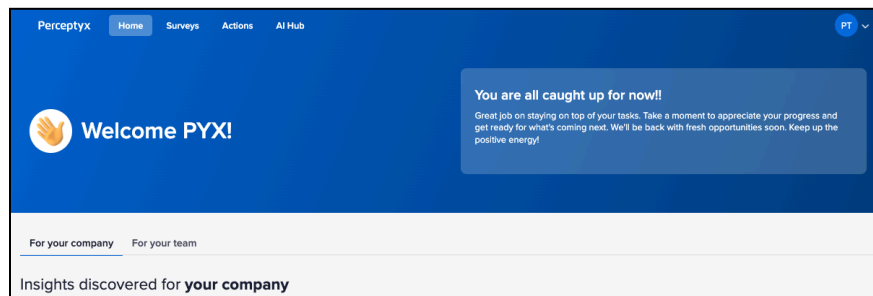 Perceptyx Home Surveys Actions AI Hub PT
You are all caught up for now!!
Great job on staying on top of your tasks. Take a moment to appreciate your progress and
get ready for what's coming next. We'll be back with fresh opportunities soon. Keep up the
positive energy!
Welcome PYX!
For your company For your team
Insights discovered for your company